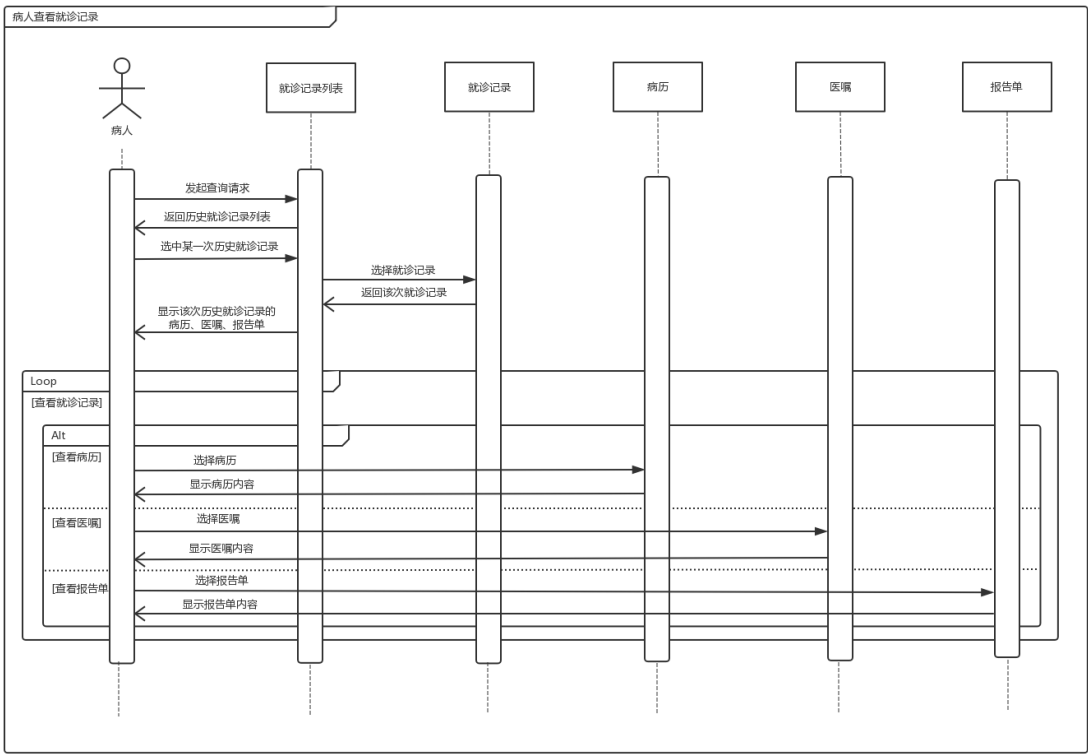 病人查看就诊记录
病人
就诊记录列表
就诊记录
病历
医嘱
报告单
发起查询请求
返回历史就诊记录列表
选中某一次历史就诊记录
选择就诊记录
返回该次就诊记录
显示该次历史就诊记录的
病历、医嘱、报告单
Loop
[查看就诊记录]
Alt
[查看病历]
选择病历
显示病历内容
[查看医嘱]
选择医嘱
显示医嘱内容
[查看报告单
选择报告单
显示报告单内容